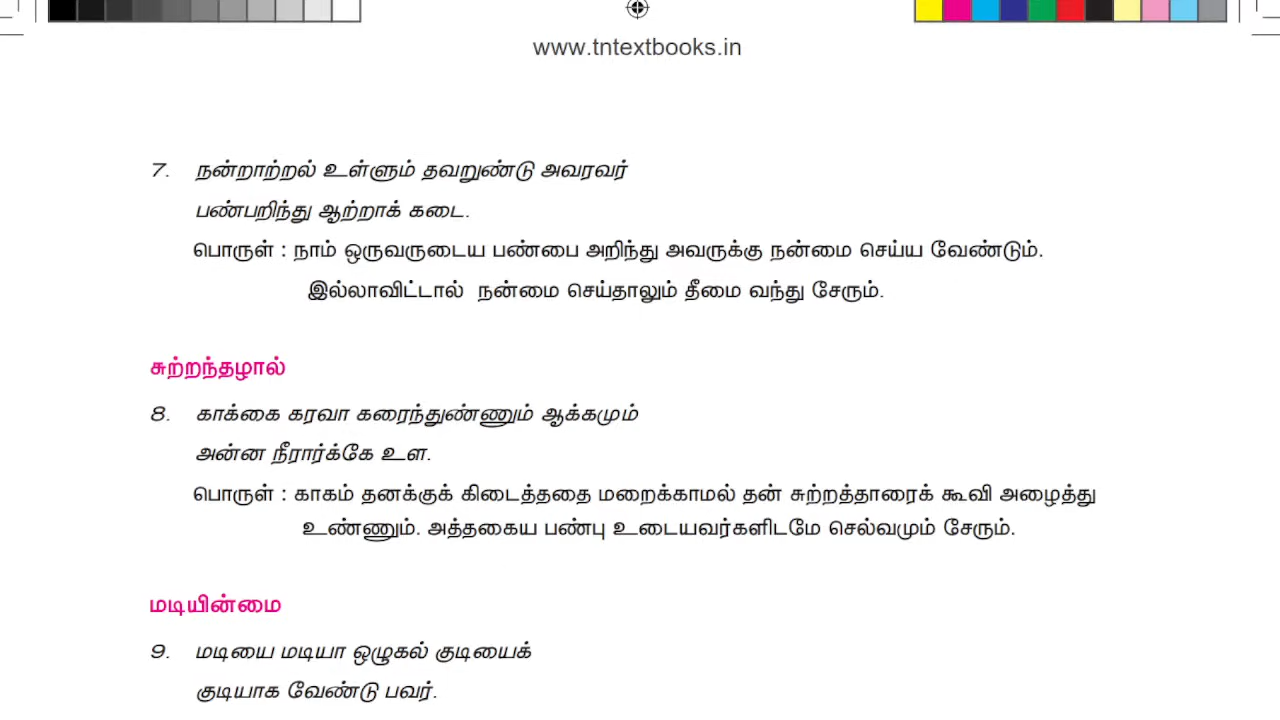 www.tntextbooks.in
7. நன்றாற்றல் உள்ளும் தவறுண்டு அவரவர்
பண்பறிந்து ஆற்றாக் கடை.
பொருள் : நாம் ஒருவருடைய பண்பை அறிந்து அவருக்கு நன்மை செய்ய வேண்டும்.
இல்லாவிட்டால் நன்மை செய்தாலும் தீமை வந்து சேரும்.
சுற்றந்தழால்
8. காக்கை கரவா கரைந்துண்ணும் ஆக்கமும்
அன்ன நீரார்க்கே உள.
பொருள் : காகம் தனக்குக் கிடைத்ததை மறைக்காமல் தன் சுற்றத்தாரைக் கூவி அழைத்து
உண்ணும். அத்தகைய பண்பு உடையவர்களிடமே செல்வமும் சேரும்.
மடியின்மை
9. மடியை மடியா ஒழுகல் குடியைக்
குடியாக வேண்டு பவர்.